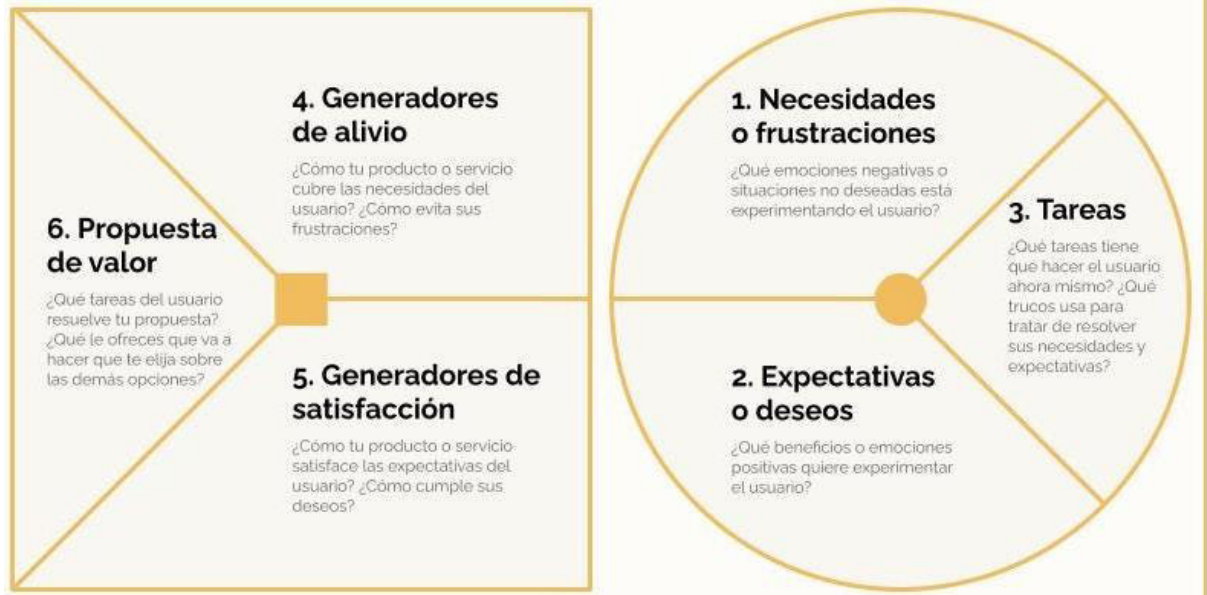 4. Generadores
de alivio
¿Cómo tu producto o servicio
cubre las necesidades del
usuario? ¿Cómo evita sus
frustraciones?
6. Propuesta
de valor
¿Qué tareas del usuario
resuelve tu propuesta?
¿Qué le ofreces que va a
hacer que te elija sobre
las demás opciones?
5. Generadores de
satisfacción
¿Cómo tu producto o servicio
satisface las expectativas del
usuario? ¿Cómo cumple sus
deseos?
1. Necesidades
o frustraciones
¿Qué emociones negativas o
situaciones no deseadas está
experimentando el usuario?
3. Tareas
¿Qué tareas tiene
que hacer el usuario
ahora mismo? ¿Qué
trucos usa para
tratar de resolver
sus necesidades y
expectativas?
2. Expectativas
o deseos
¿Qué beneficios o emociones
positivas quiere experimentar
el usuario?